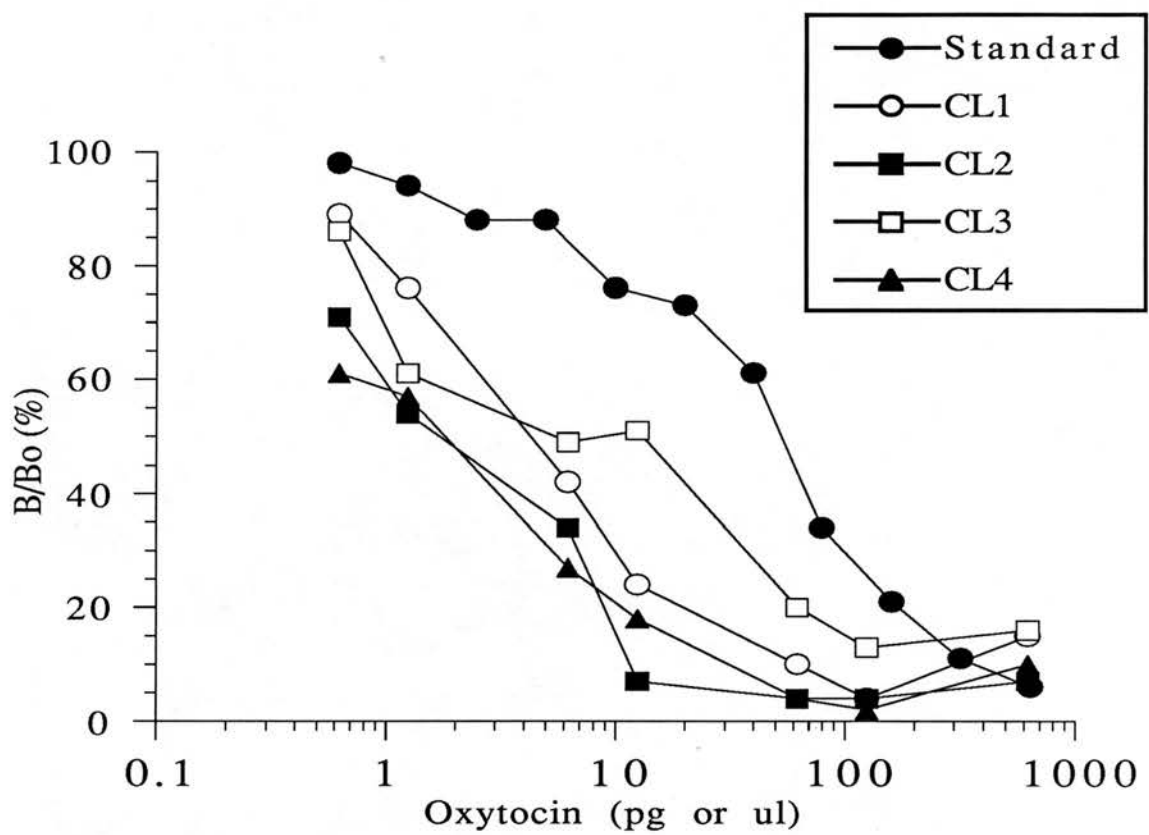 Standard
CL1
CL2
CL3
CL4
100
80
60
40
20
0
B/Bo (%)
0.1 1 10 100 1000
Oxytocin (pg or ul)